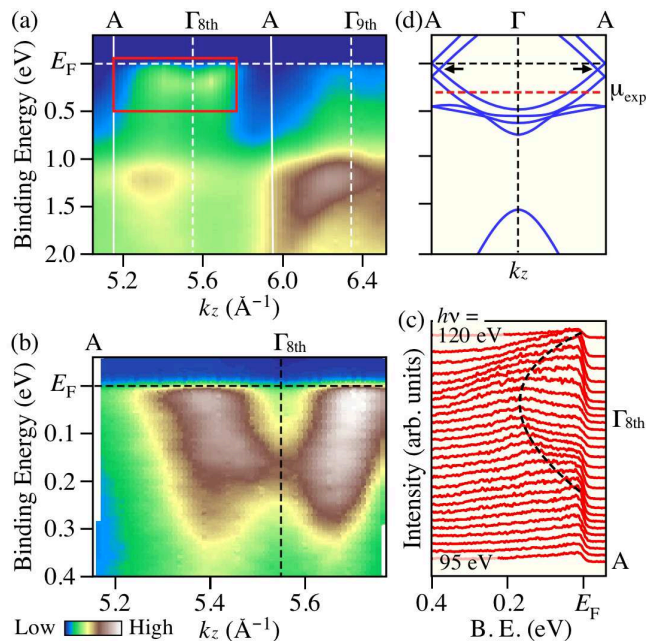 (a)
A
Γ8th
A
Γ9th
Binding Energy (eV)
EF
0.5
1.0
1.5
2.0
5.2
5.6
6.0
6.4
kz (Å⁻¹)
(d)
A
Γ
A
μexp
kz
(b)
A
Γ8th
Binding Energy (eV)
EF
0.1
0.2
0.3
0.4
5.2
5.4
5.6
kz (Å⁻¹)
Low
High
(c)
hν =
120 eV
Γ8th
A
95 eV
Intensity (arb. units)
0.4
0.2
EF
B. E. (eV)